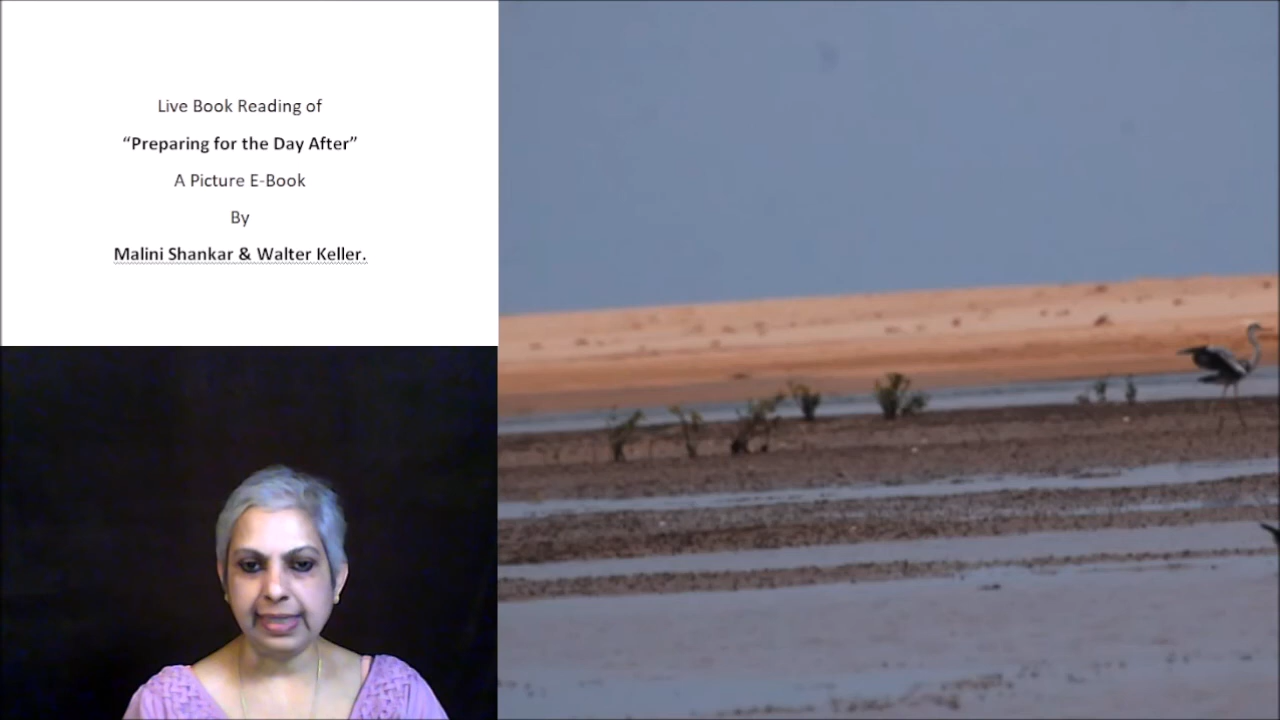 Live Book Reading of
“Preparing for the Day After”
A Picture E-Book
By
Malini Shankar & Walter Keller.